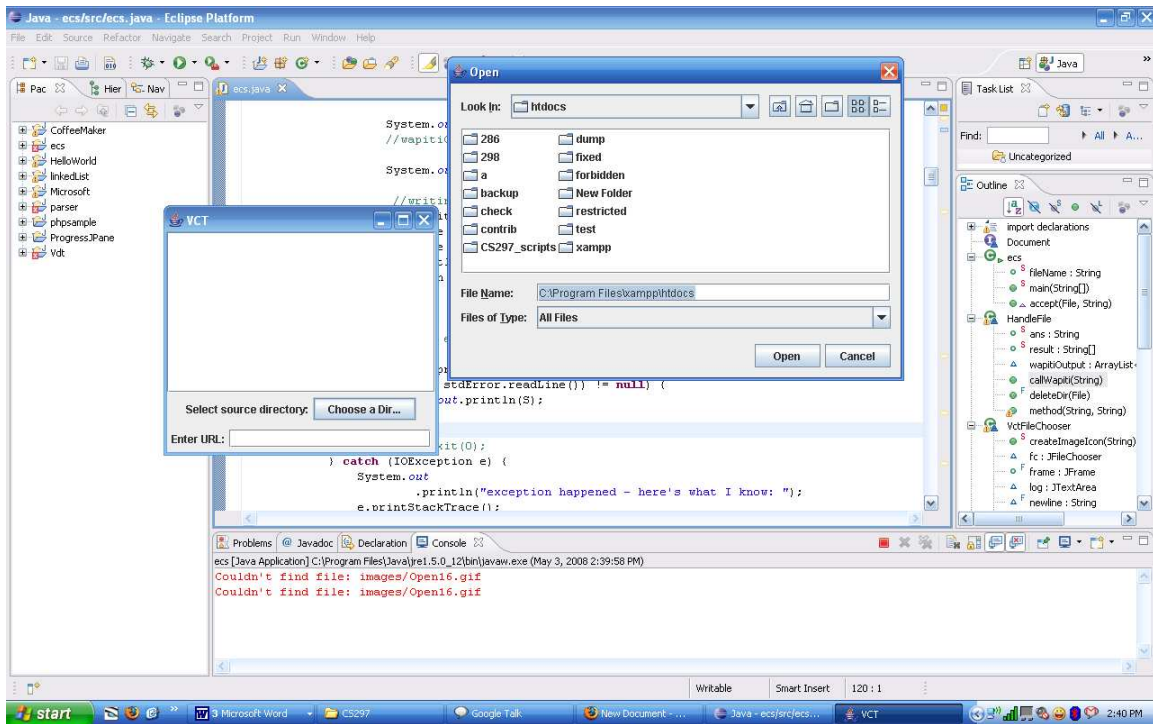 Java - ecs/src/ecs.java - Eclipse Platform
File Edit Source Refactor Navigate Search Project Run Window Help
Java
Pac Hier Nav
ecs.java
Task List
CoffeeMaker
ecs
HelloWorld
linkedList
Microsoft
parser
phpsample
ProgressJPane
Vdt
System.ou
//wapiti
System.ou
//writin
stdError.readLine()) != null) {
out.println(S);
xit(0);
} catch (IOException e) {
System.out
.println("exception happened - here's what I know: ");
e.printStackTrace();
Open
Look In: htdocs
286 dump
298 fixed
a forbidden
backup New Folder
check restricted
contrib test
CS297_scripts xampp
File Name: C:\Program Files\xampp\htdocs
Files of Type: All Files
Open Cancel
VCT
Select source directory: Choose a Dir...
Enter URL:
Find: All A...
Uncategorized
Outline
import declarations
Document
ecs
fileName : String
main(String[])
accept(File, String)
HandleFile
ans : String
result : String[]
wapitiOutput : ArrayList
callWapiti(String)
deleteDir(File)
method(String, String)
VctFileChooser
createImageIcon(String)
fc : JFileChooser
frame : JFrame
log : JTextArea
newline : String
Problems @ Javadoc Declaration Console
ecs [Java Application] C:\Program Files\Java\jre1.5.0_12\bin\javaw.exe (May 3, 2008 2:39:58 PM)
Couldn't find file: images/Open16.gif
Couldn't find file: images/Open16.gif
Writable Smart Insert 120 : 1
start 3 Microsoft Word CS297 Google Talk New Document - ... Java - ecs/src/ecs... VCT 2:40 PM